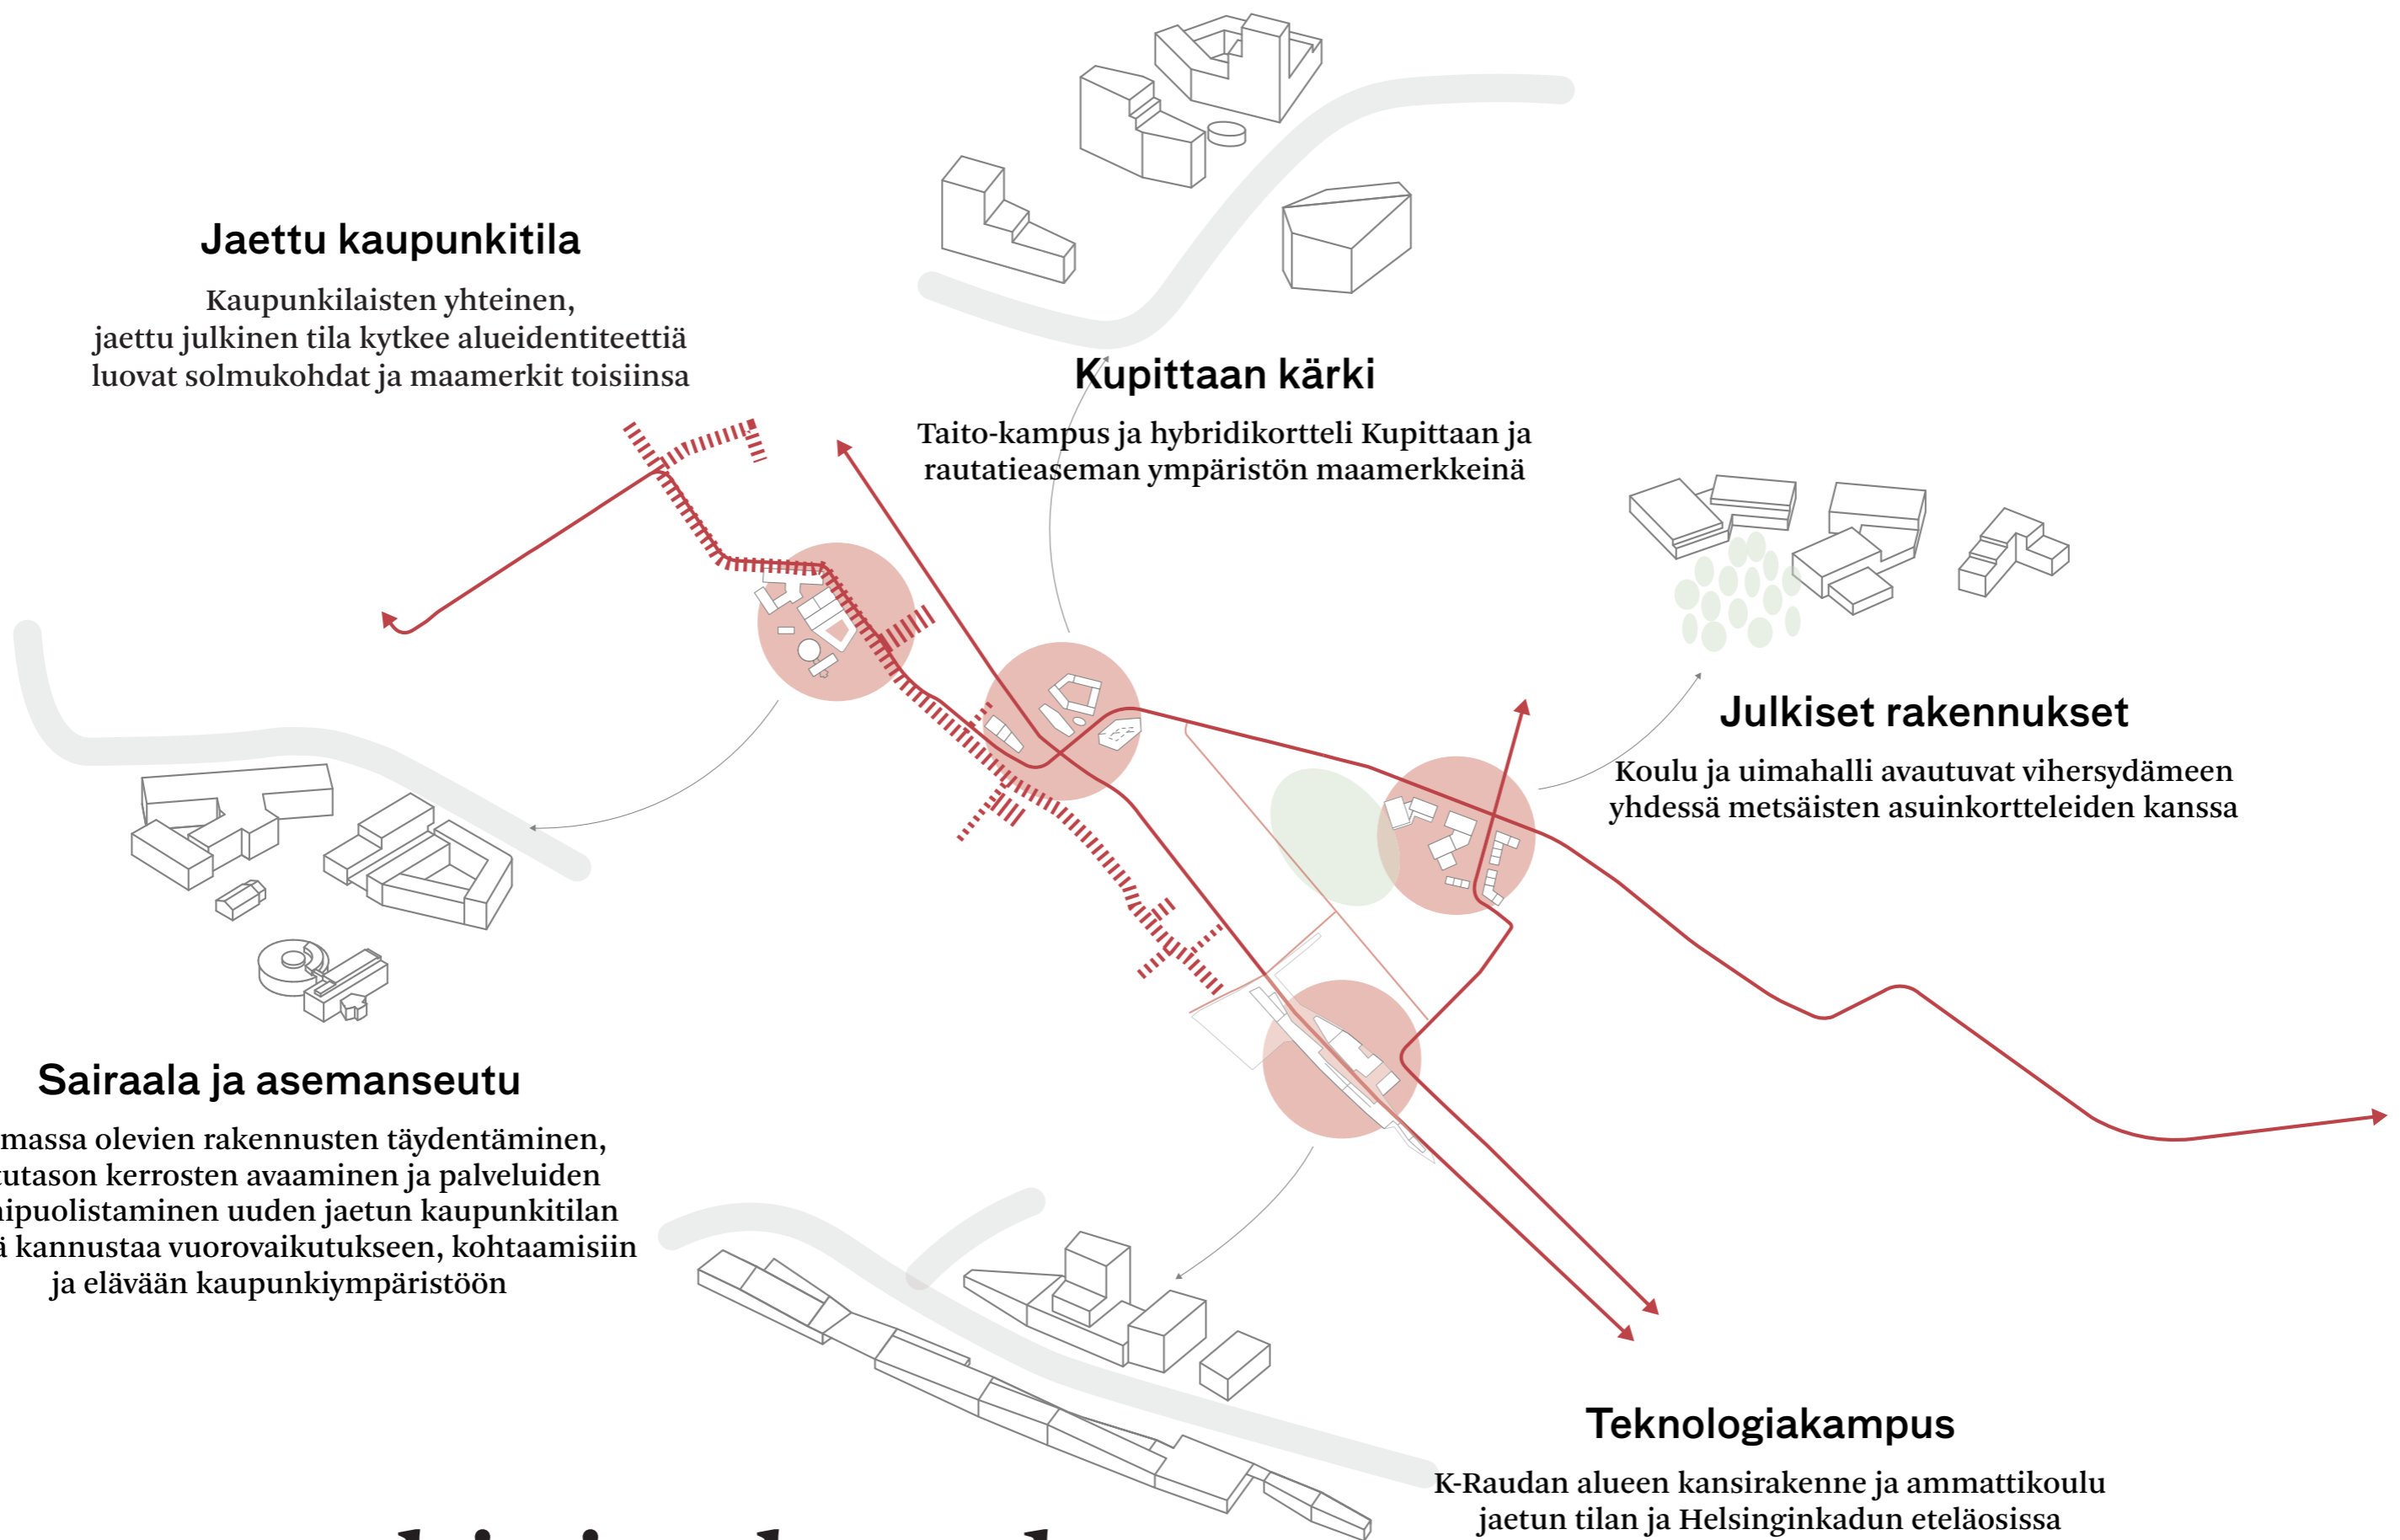 Jaettu kaupunkitila
Kaupunkilaisten yhteinen,
jaettu julkinen tila kytkee alueidentiteettiä
luovat solmukohdat ja maamerkit toisiinsa
Kupittaan kärki
Taito-kampus ja hybridikortteli Kupittaan ja
rautatieaseman ympäristön maamerkkeinä
Julkiset rakennukset
Koulu ja uimahalli avautuvat vihersydämeen
yhdessä metsäisten asuinkortteleiden kanssa
Sairaala ja asemanseutu
olevien rakennusten täydentäminen,
kerrosten avaaminen ja palveluiden
uuden jaetun kaupunkitilan
kannustaa vuorovaikutukseen, kohtaamisiin
ja elävään kaupunkiympäristöön
Teknologiakampus
K-Raudan alueen kansirakenne ja ammattikoulu
jaetun tilan ja Helsinginkadun eteläosissa